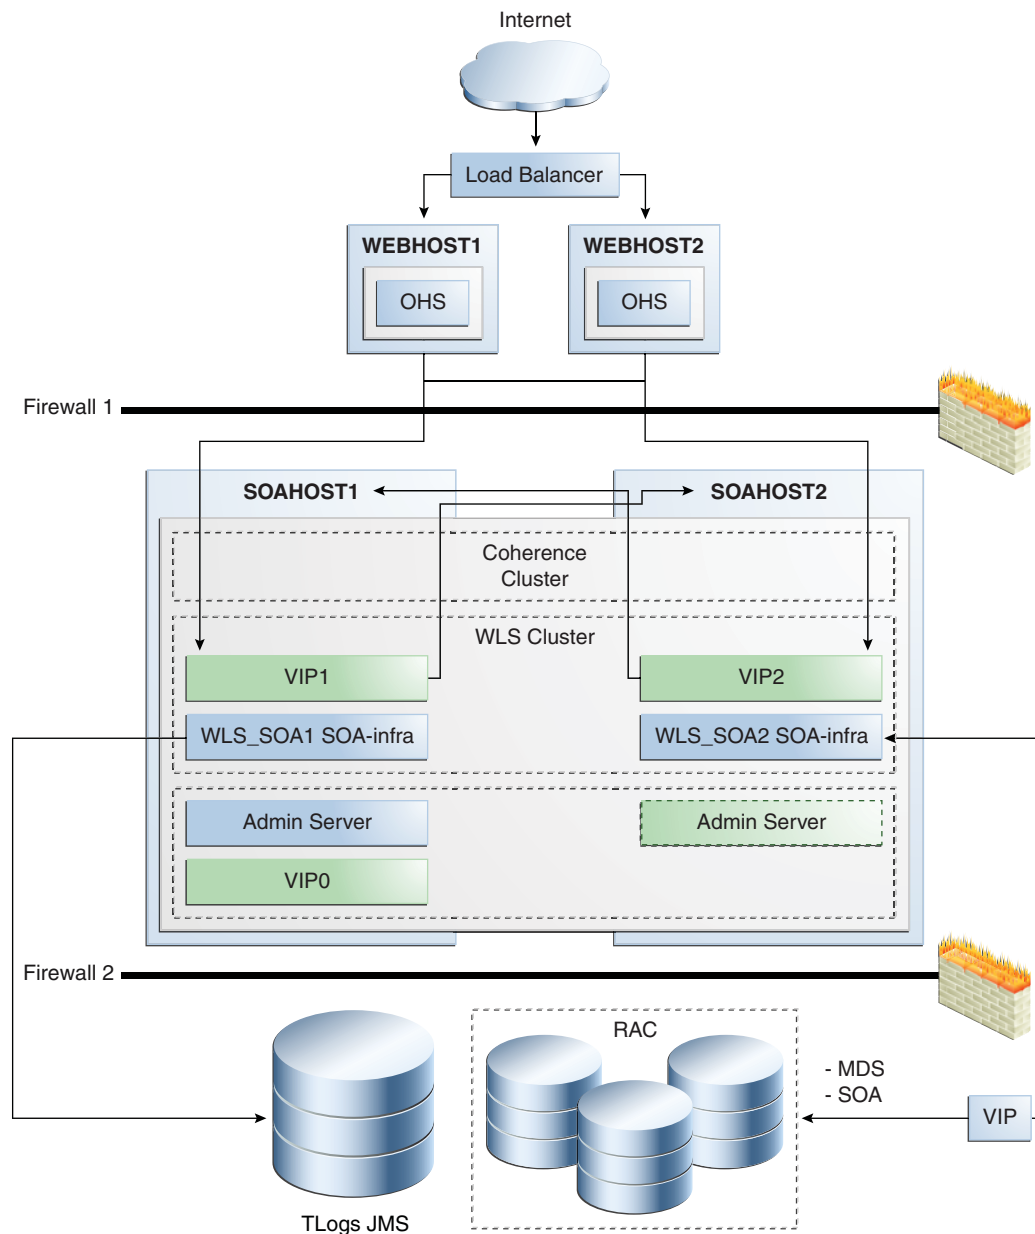 Internet
Load Balancer
WEBHOST1
WEBHOST2
OHS
OHS
Firewall 1
SOAHOST1
SOAHOST2
Coherence
Cluster
WLS Cluster
VIP1
VIP2
WLS_SOA1 SOA-infra
WLS_SOA2 SOA-infra
Admin Server
Admin Server
VIP0
Firewall 2
RAC
- MDS
- SOA
VIP
TLogs JMS